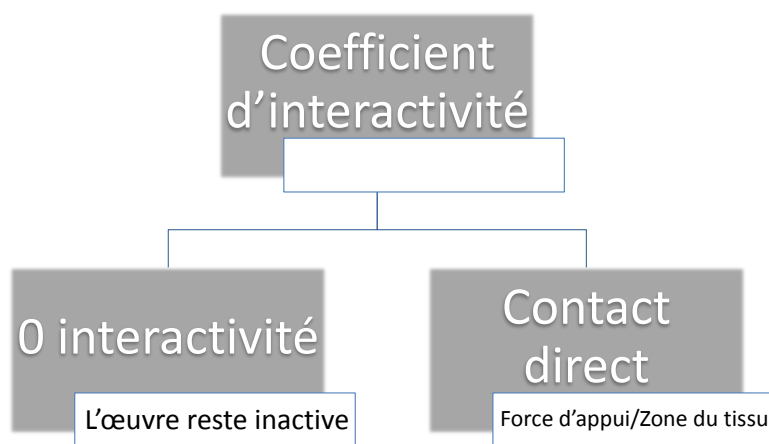 Coefficient
d’interactivité
0 interactivité
L’œuvre reste inactive
Contact
direct
Force d’appui/Zone du tissu